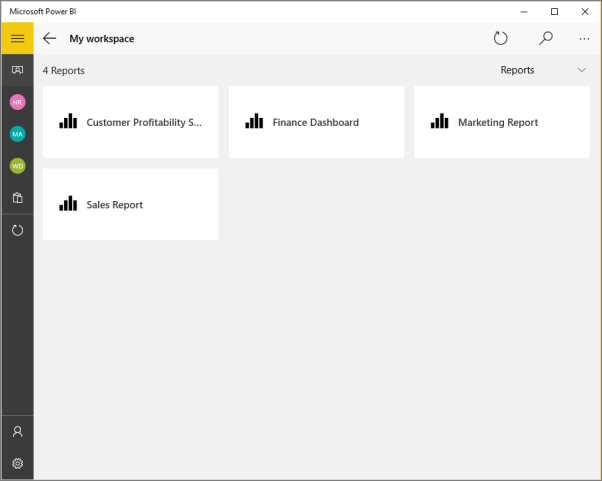 Microsoft Power BI
My workspace
4 Reports
Reports
HR
Customer Profitability S...
Finance Dashboard
Marketing Report
MA
WD
Sales Report